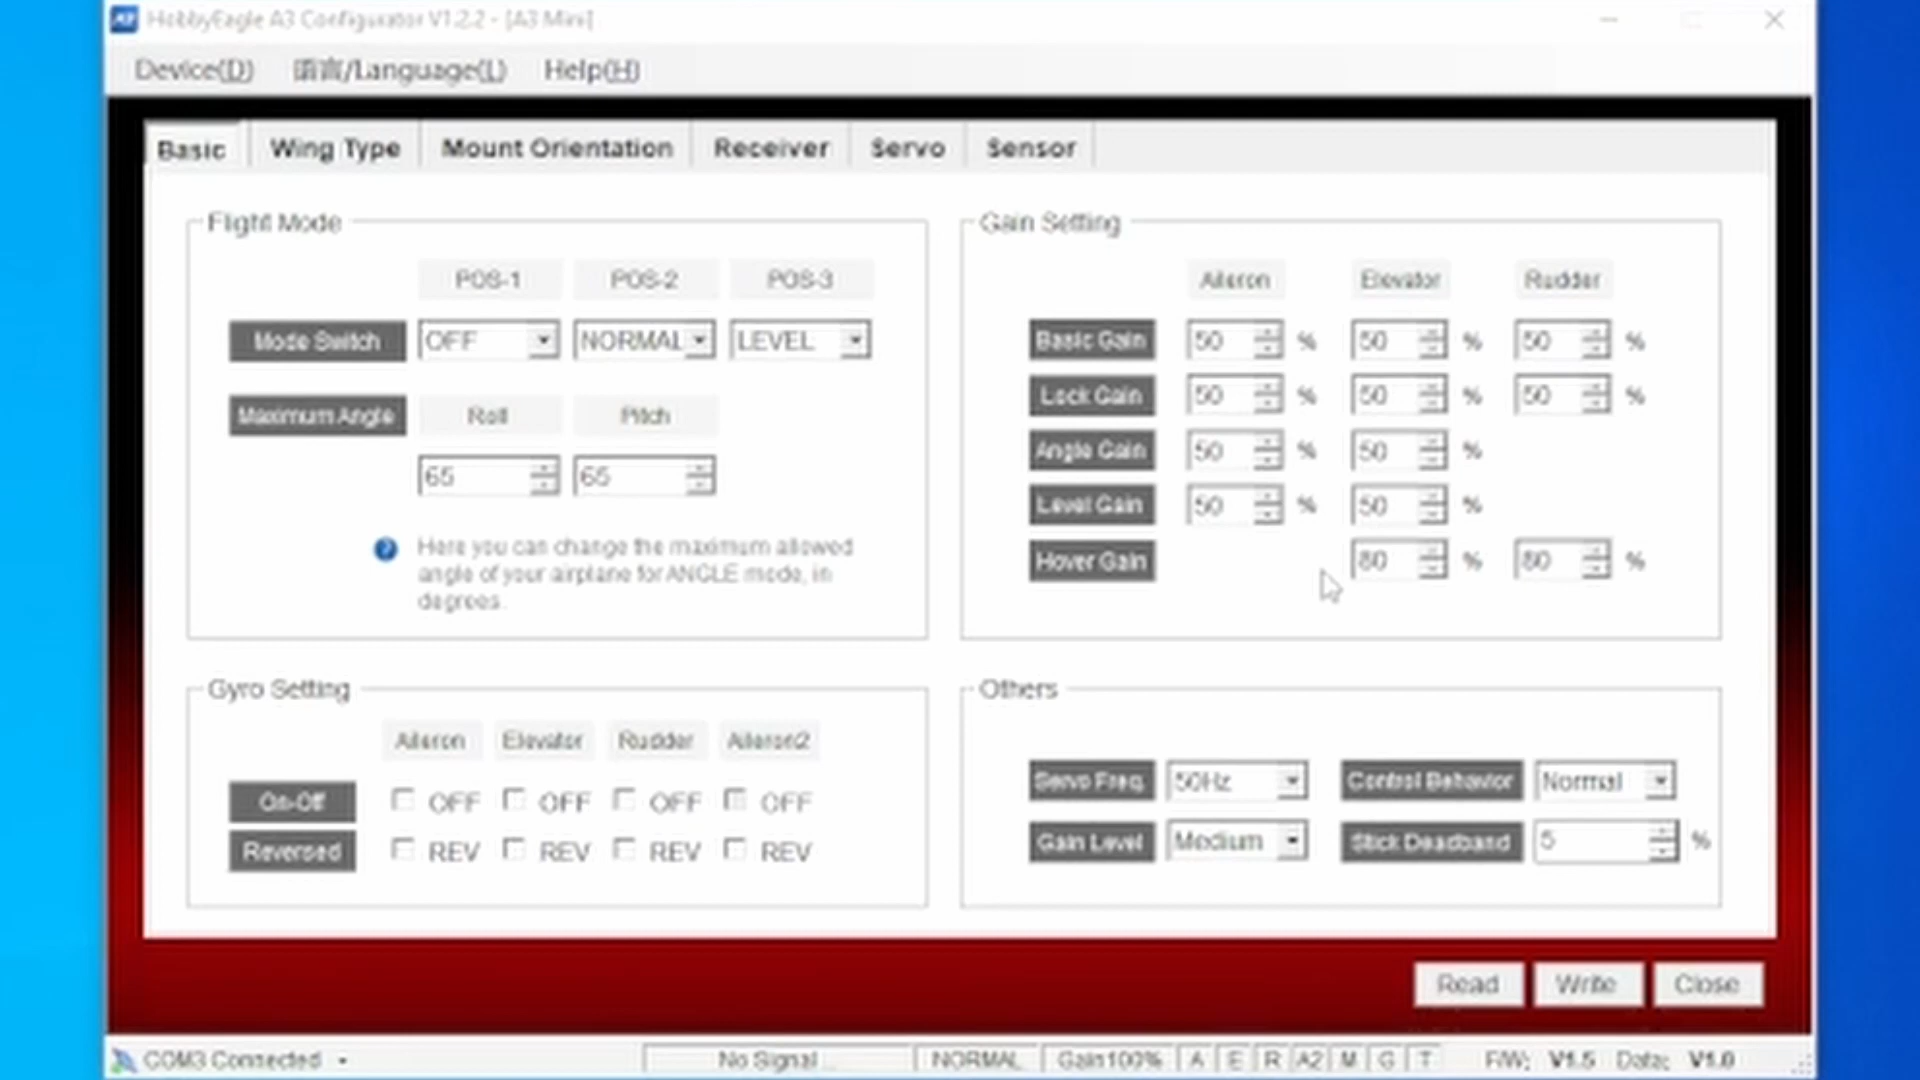 HobbyEagle A3 Configurator V1.2.2 - [A3 Mini]
Device(D) 語言/Language(L) Help(H)
Basic Wing Type Mount Orientation Receiver Servo Sensor
Flight Mode
POS-1 POS-2 POS-3
Mode Switch OFF NORMAL LEVEL
Maximum Angle Roll Pitch
65 65
Here you can change the maximum allowed
angle of your airplane for ANGLE mode, in
degrees.
Gain Setting
Aileron Elevator Rudder
Basic Gain 50 % 50 % 50 %
Lock Gain 50 % 50 % 50 %
Angle Gain 50 % 50 %
Level Gain 50 % 50 %
Hover Gain 80 % 80 %
Gyro Setting
Aileron Elevator Rudder Aileron2
On-Off OFF OFF OFF OFF
Reversed REV REV REV REV
Others
Servo Freq. 50Hz Control Behavior Normal
Gain Level Medium Stick Deadband 5 %
Read Write Close
COM3 Connected No Signal... NORMAL Gain100% A E R A2 M G T F/W: V1.5 Data: V1.0